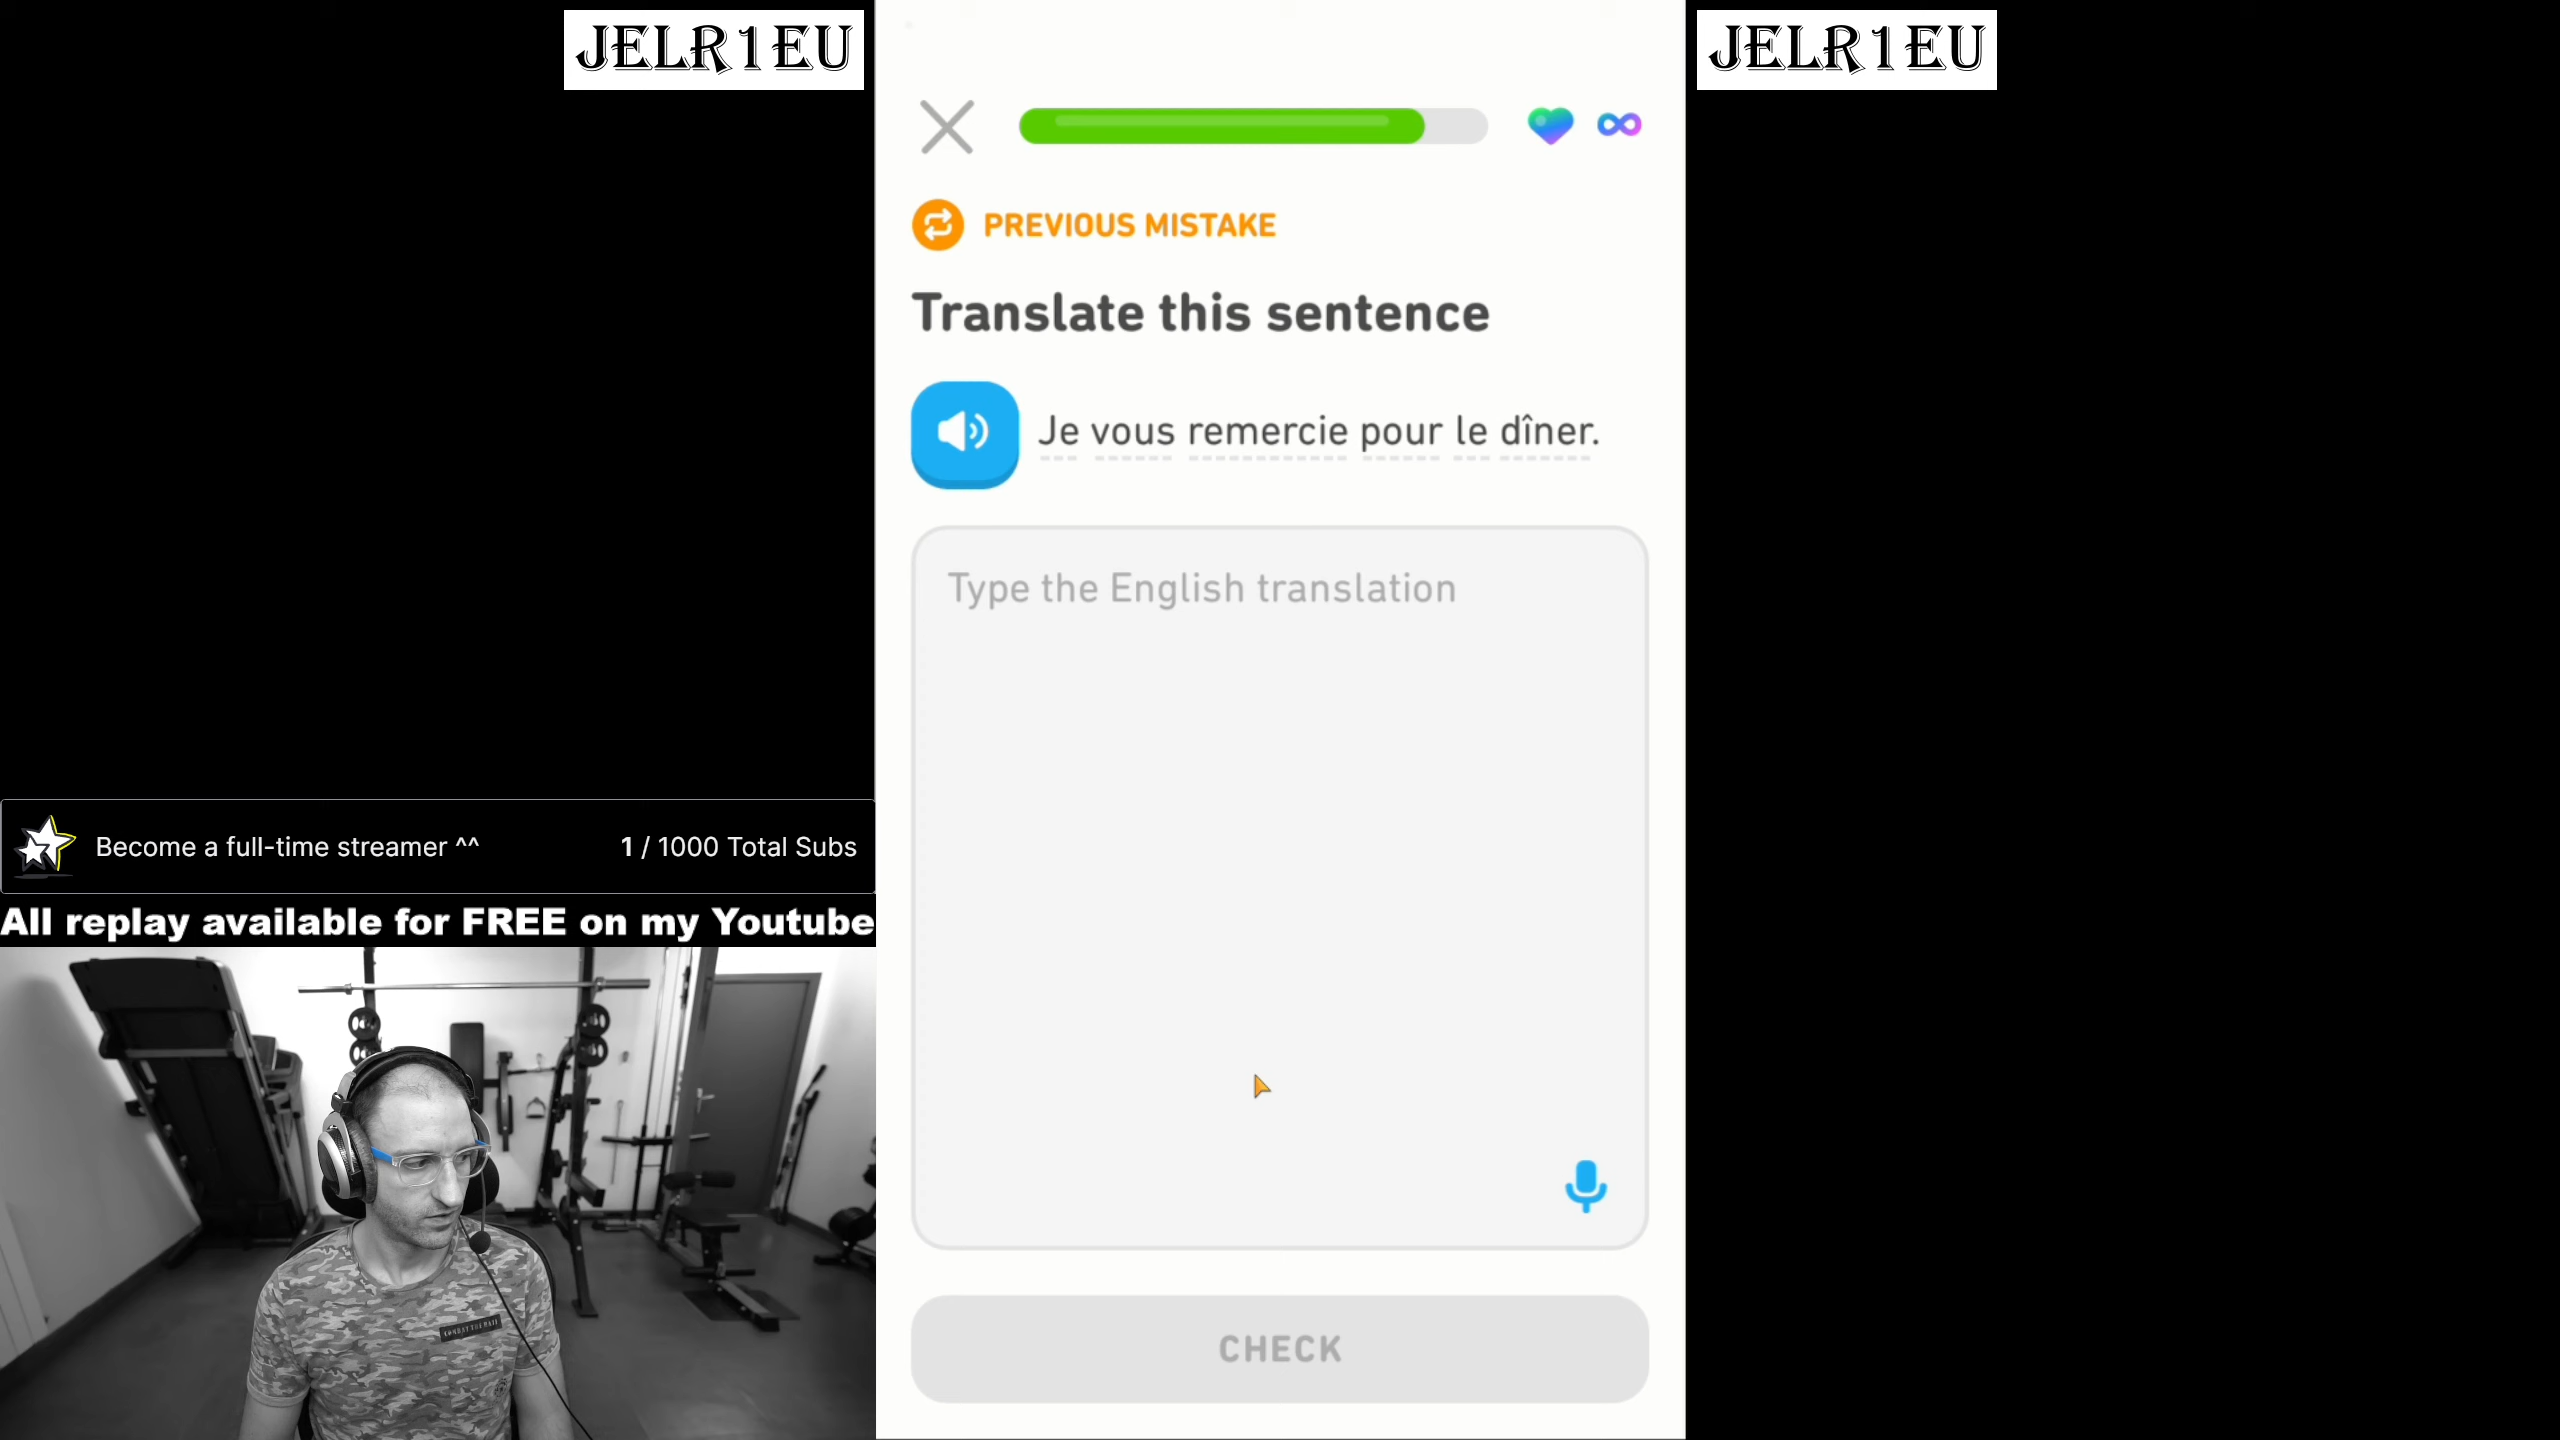 JELR1EU
JELR1EU
PREVIOUS MISTAKE
Translate this sentence
Je vous remercie pour le dîner.
Type the English translation
CHECK
Become a full-time streamer ^^
1 / 1000 Total Subs
All replay available for FREE on my Youtube